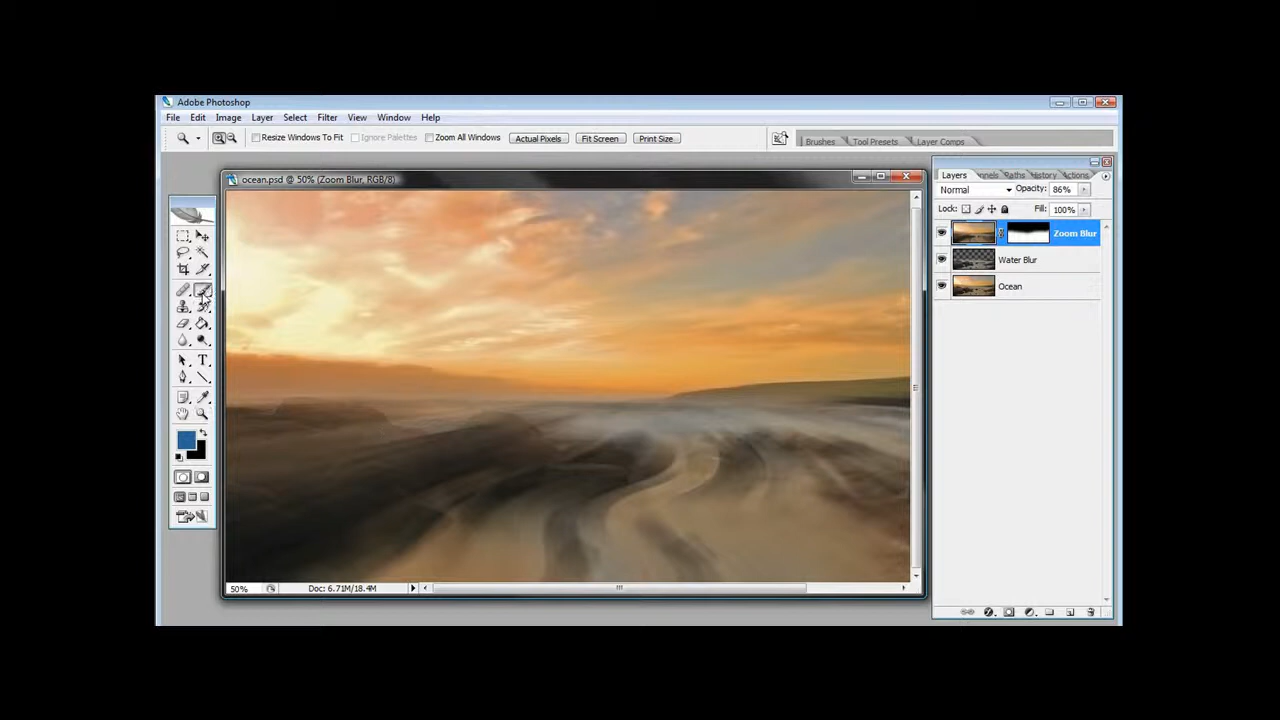 Adobe Photoshop
File Edit Image Layer Select Filter View Window Help
Resize Windows To Fit Ignore Palettes Zoom All Windows Actual Pixels Fit Screen Print Size Brushes Tool Presets Layer Comps
ocean.psd @ 50% (Zoom Blur, RGB/8)
Layers nnels Paths History Actions
Normal Opacity: 86%
Lock: Fill: 100%
Zoom Blur
Water Blur
Ocean
T
50% Doc: 6.71M/18.4M